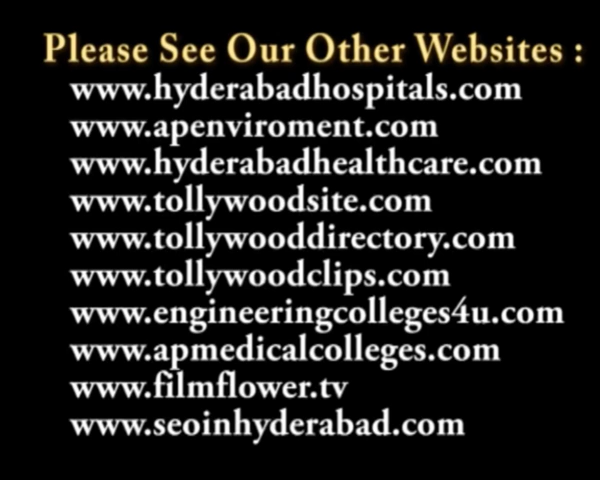 Please See Our Other Websites :
www.hyderabadhospitals.com
www.apenviroment.com
www.hyderabadhealthcare.com
www.tollywoodsite.com
www.tollywooddirectory.com
www.tollywoodclips.com
www.engineeringcolleges4u.com
www.apmedicalcolleges.com
www.filmflower.tv
www.seoinhyderabad.com